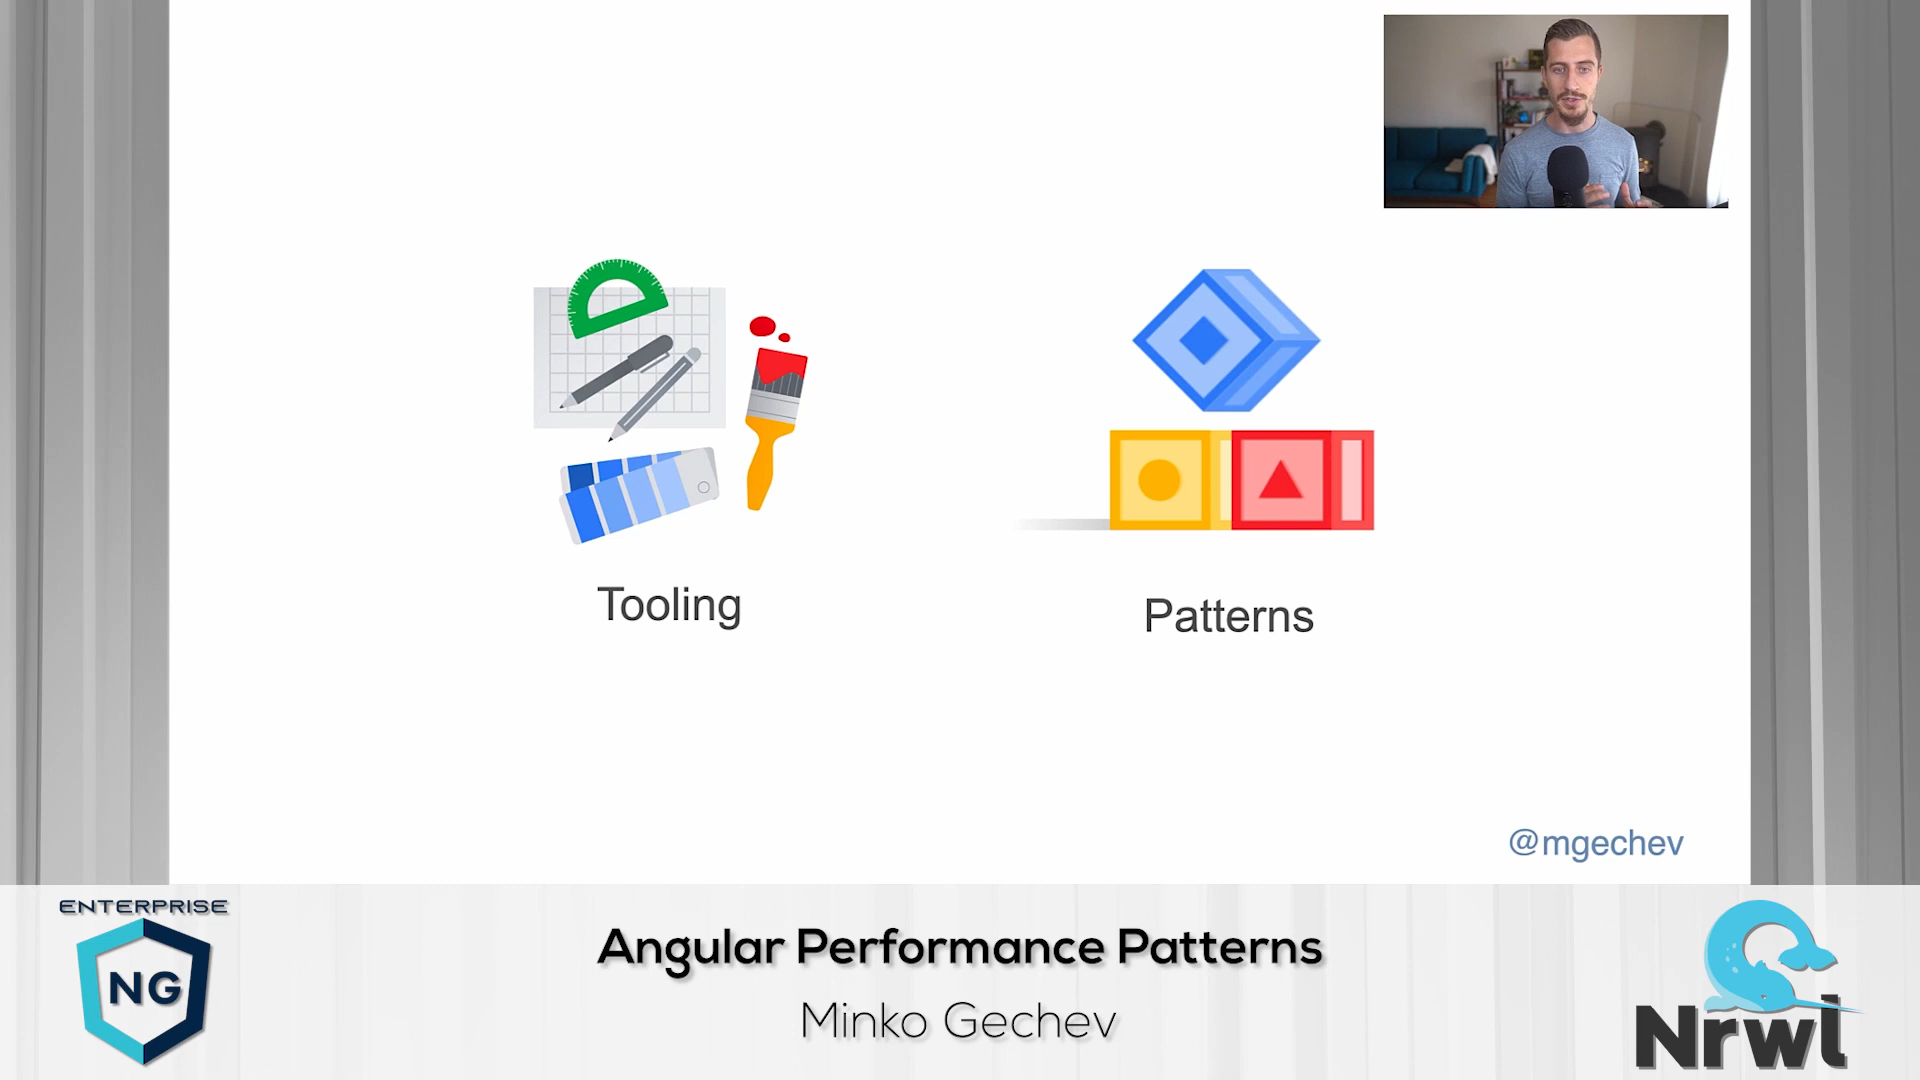 Tooling
Patterns
@mgechev
ENTERPRISE
NG
Angular Performance Patterns
Minko Gechev
Nrwl